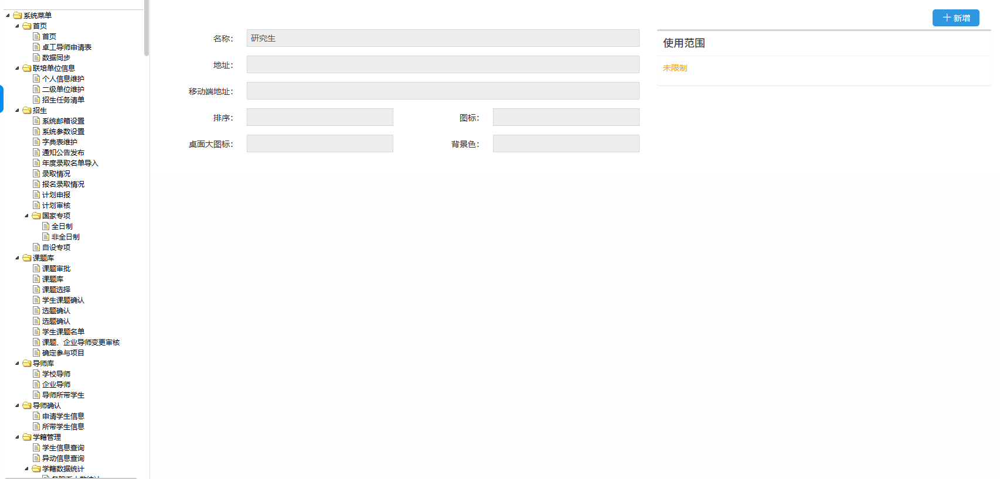 系统菜单
首页
首页
卓工导师申请表
数据同步
联培单位信息
个人信息维护
二级单位维护
招生任务清单
招生
系统邮箱设置
系统参数设置
字典表维护
通知公告发布
年度录取名单导入
录取情况
报名录取情况
计划申报
计划审核
国家专项
全日制
非全日制
自设专项
课题库
课题审批
课题库
课题选择
学生课题确认
选题确认
选题确认
学生课题名单
课题、企业导师变更审核
确定参与项目
导师库
学校导师
企业导师
导师所带学生
导师确认
申请学生信息
所带学生信息
学籍管理
学生信息查询
异动信息查询
学籍数据统计
新增
名称： 研究生
地址：
移动端地址：
排序： 图标：
桌面大图标： 背景色：
使用范围
未限制